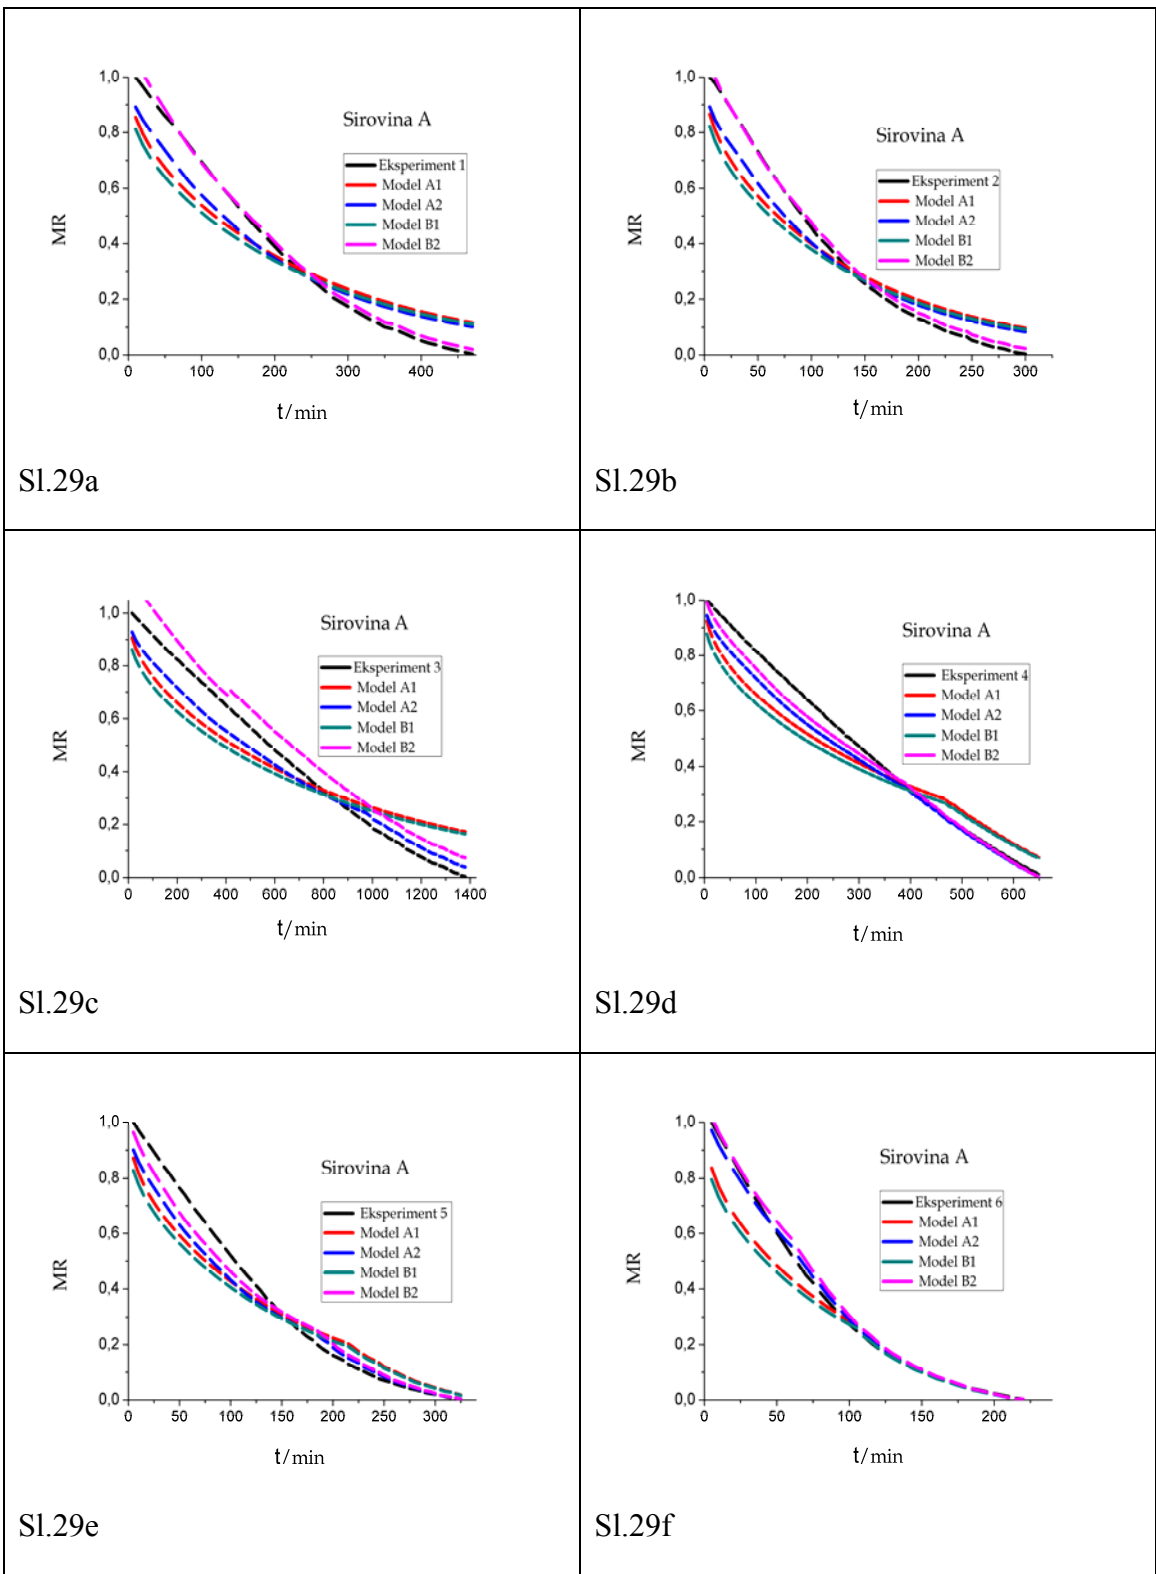 1,0
0,8
0,6
0,4
0,2
0,0
MR
Sirovina A
Eksperiment 1
Model A1
Model A2
Model B1
Model B2
0 100 200 300 400
t/min
Sl.29a
1,0
0,8
0,6
0,4
0,2
0,0
MR
Sirovina A
Eksperiment 2
Model A1
Model A2
Model B1
Model B2
0 50 100 150 200 250 300
t/min
Sl.29b
1,0
0,8
0,6
0,4
0,2
0,0
MR
Sirovina A
Eksperiment 3
Model A1
Model A2
Model B1
Model B2
0 200 400 600 800 1000 1200 1400
t/min
Sl.29c
1,0
0,8
0,6
0,4
0,2
0,0
MR
Sirovina A
Eksperiment 4
Model A1
Model A2
Model B1
Model B2
0 100 200 300 400 500 600
t/min
Sl.29d
1,0
0,8
0,6
0,4
0,2
0,0
MR
Sirovina A
Eksperiment 5
Model A1
Model A2
Model B1
Model B2
0 50 100 150 200 250 300
t/min
Sl.29e
1,0
0,8
0,6
0,4
0,2
0,0
MR
Sirovina A
Eksperiment 6
Model A1
Model A2
Model B1
Model B2
0 50 100 150 200
t/min
Sl.29f